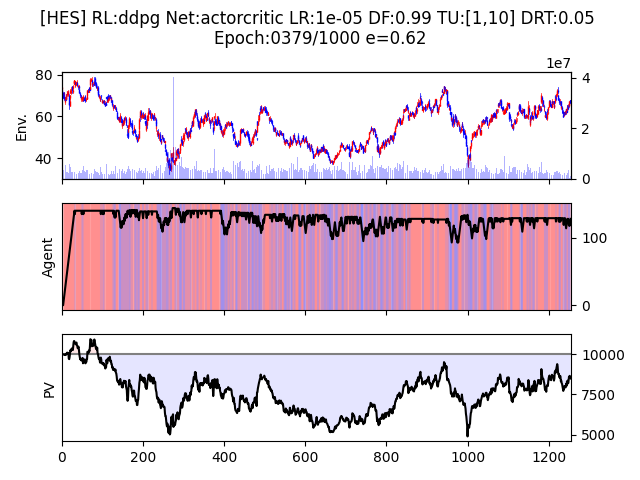 [HES] RL:ddpg Net:actorcritic LR:1e-05 DF:0.99 TU:[1,10] DRT:0.05
Epoch:0379/1000 e=0.62
1e7
80
60
40
Env.
4
2
0
Agent
100
0
PV
10000
7500
5000
0 200 400 600 800 1000 1200